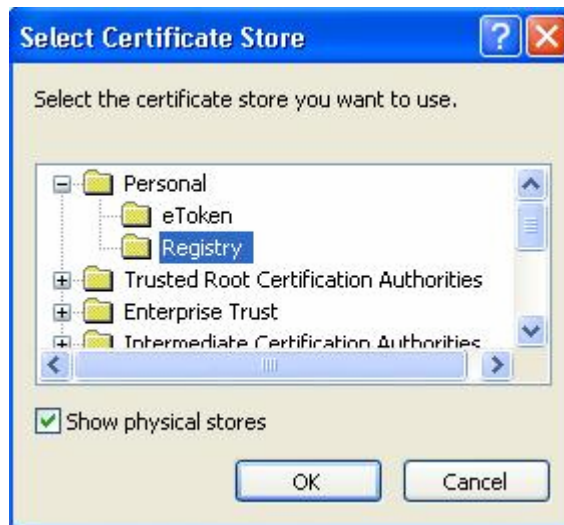 Select Certificate Store
Select the certificate store you want to use.
Personal
eToken
Registry
Trusted Root Certification Authorities
Enterprise Trust
Intermediate Certification Authorities
Show physical stores
OK Cancel